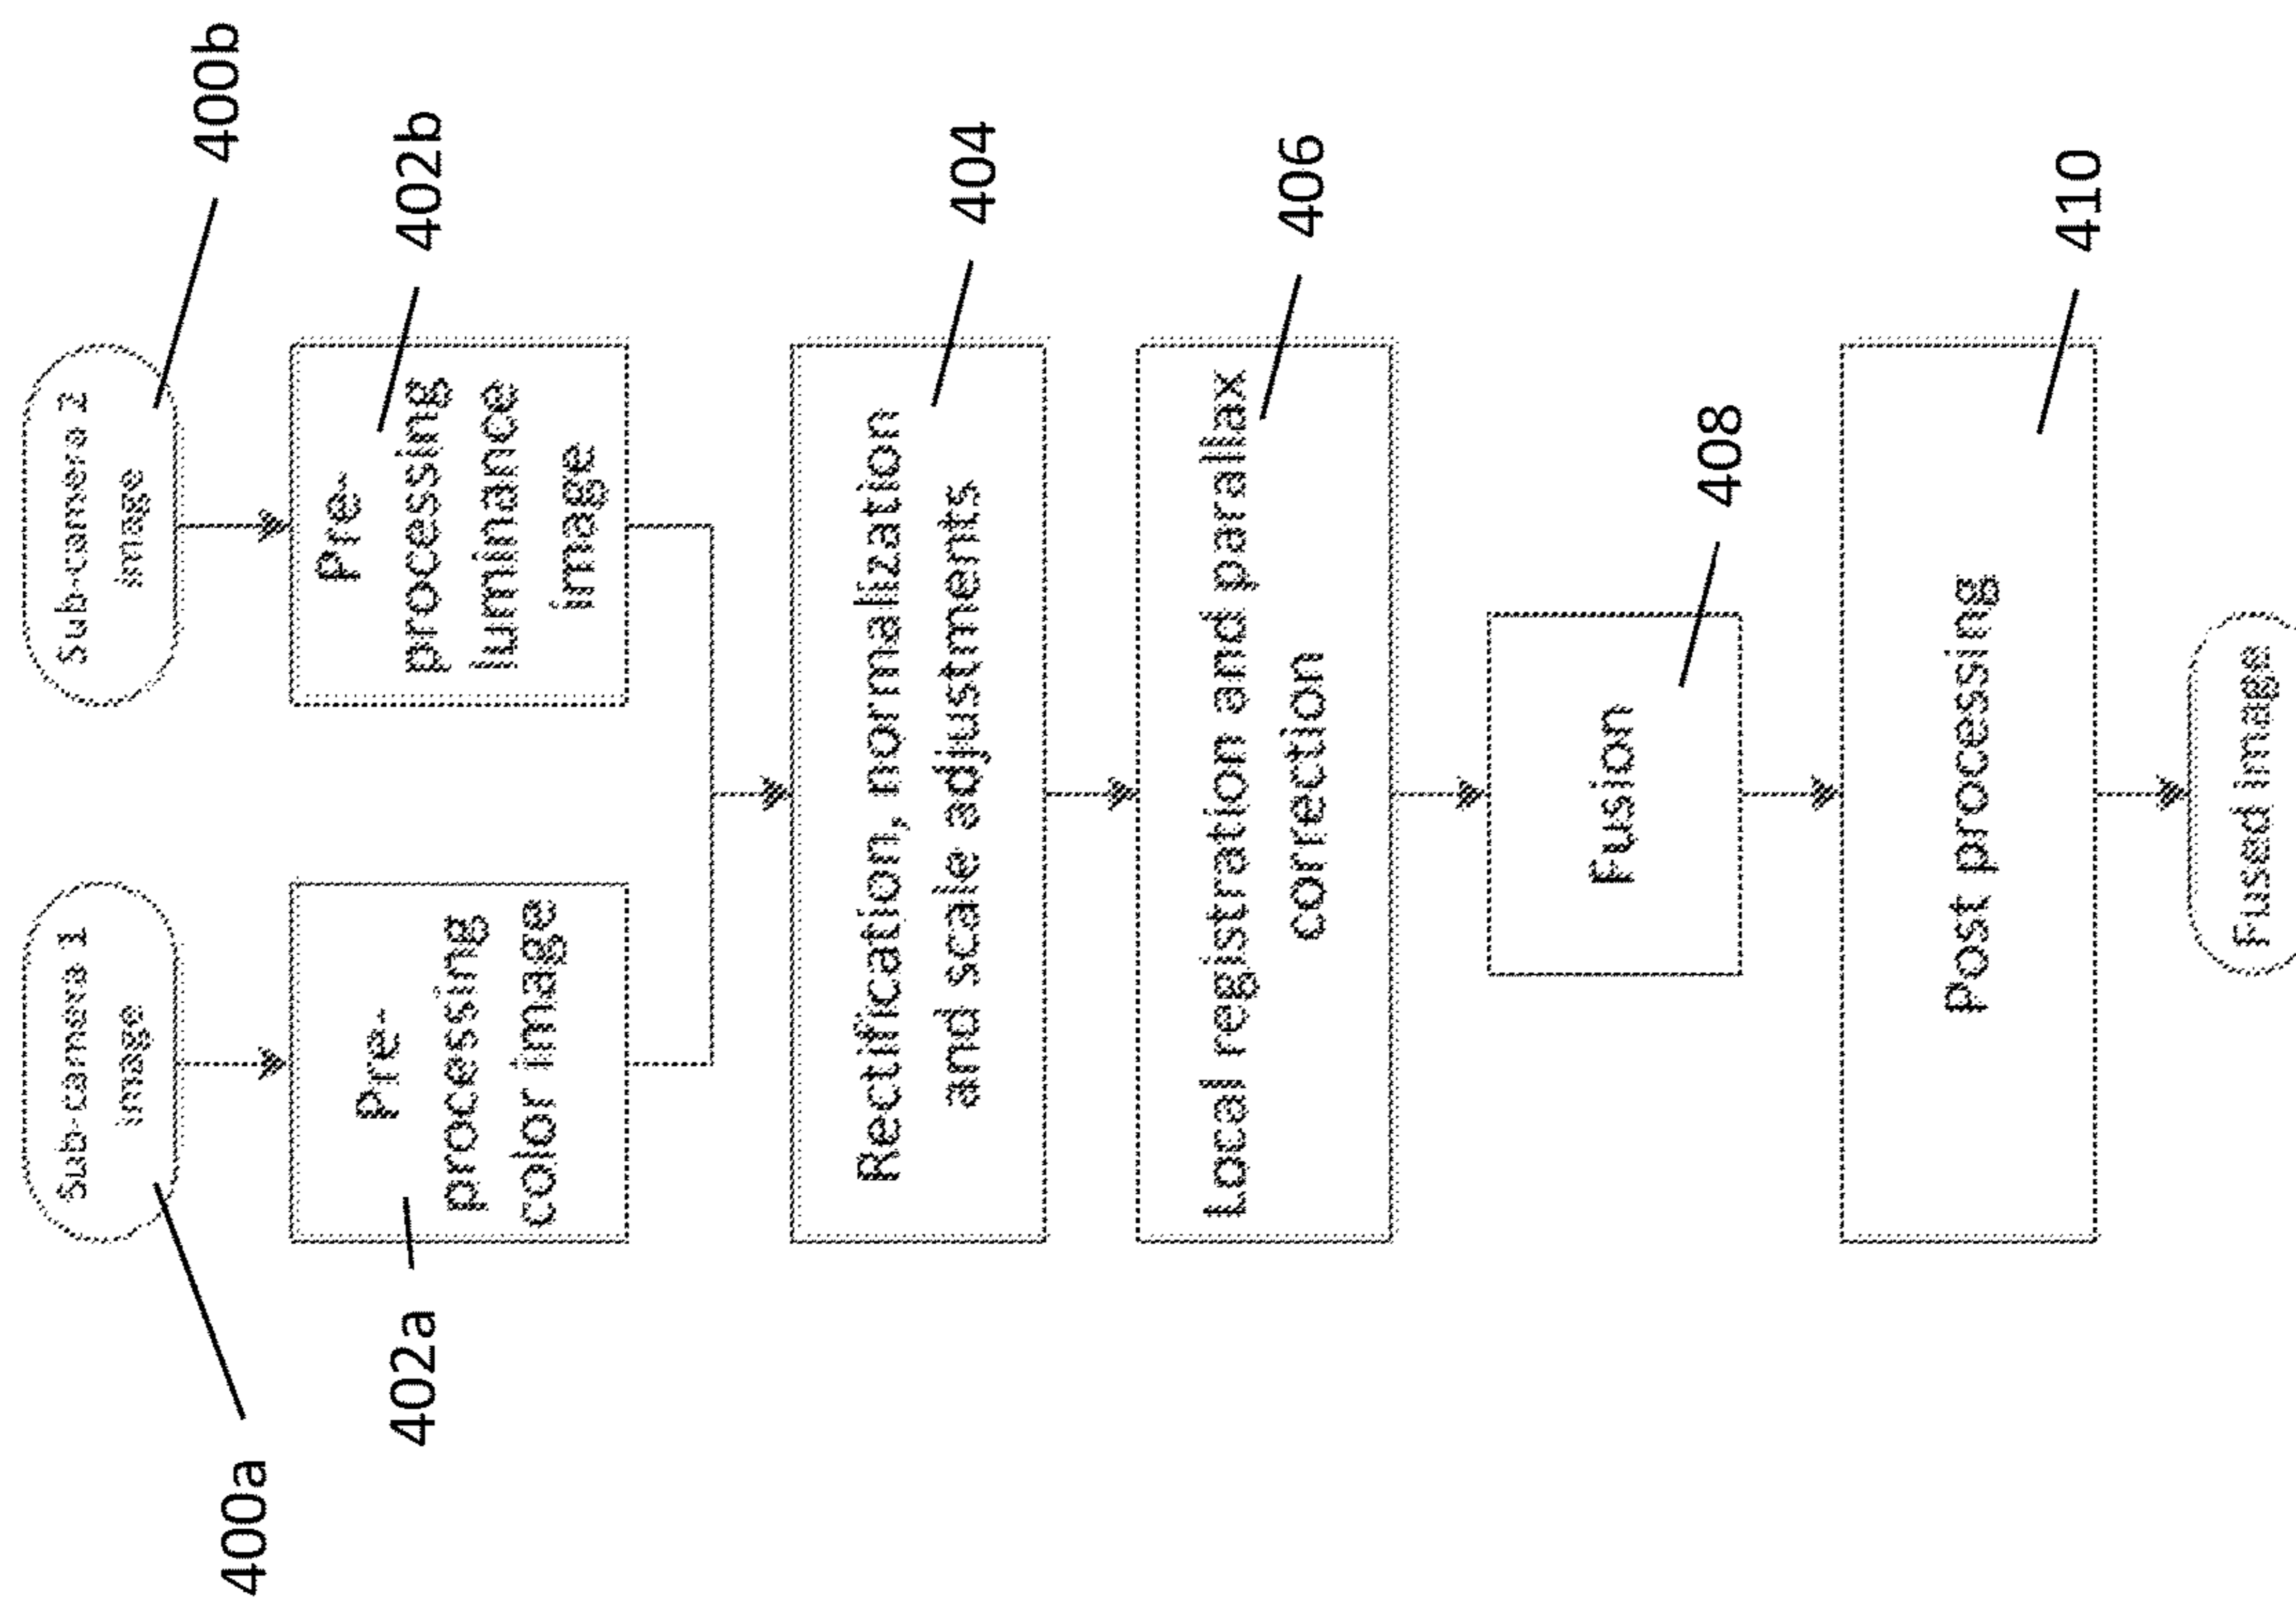 400a
Sub-camera 1
image
400b
Sub-camera 2
image
402a
Pre-
processing
color image
402b
Pre-
processing
luminance
image
Rectification, normalization
and scale adjustments
404
Local registration and parallax
correction
406
Fusion
408
Post processing
410
Fused image